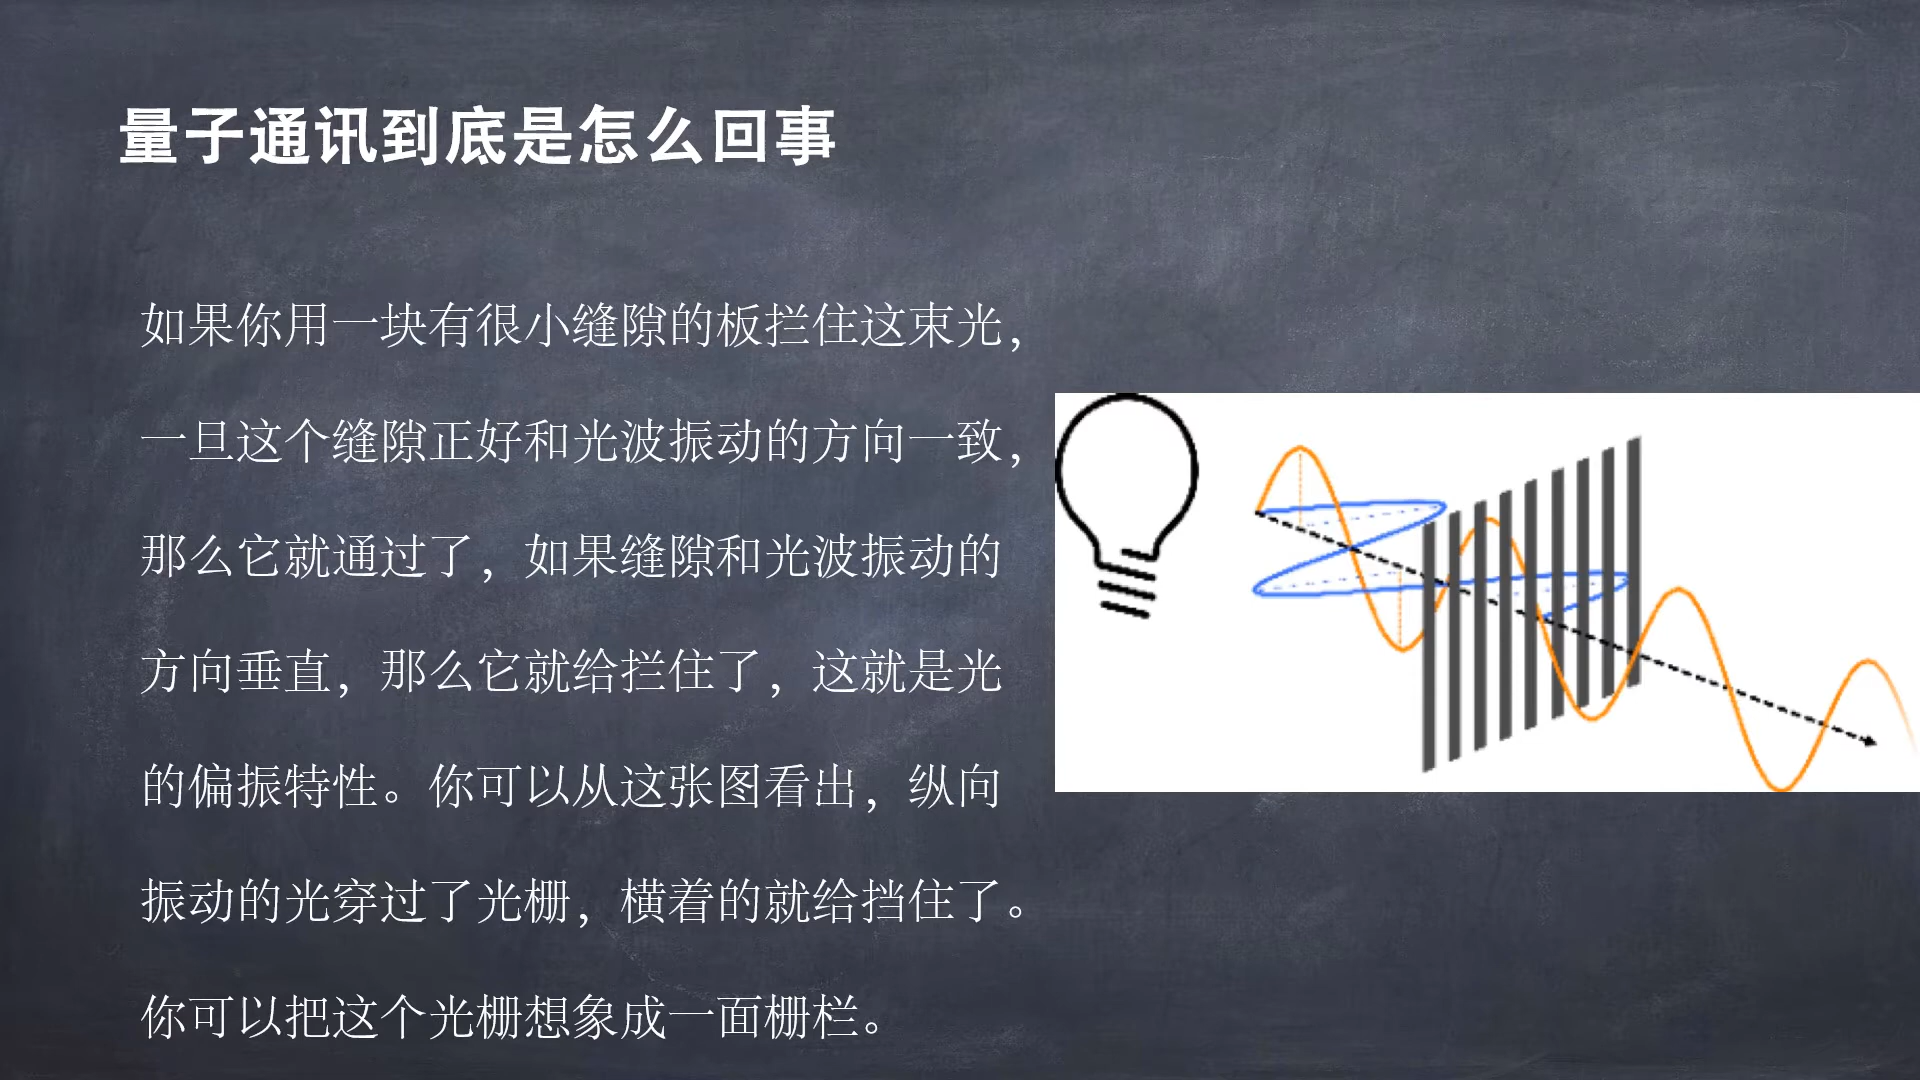 量子通讯到底是怎么回事
如果你用一块有很小缝隙的板拦住这束光，
一旦这个缝隙正好和光波振动的方向一致，
那么它就通过了，如果缝隙和光波振动的
方向垂直，那么它就给拦住了，这就是光
的偏振特性。你可以从这张图看出，纵向
振动的光穿过了光栅，横着的就给挡住了。
你可以把这个光栅想象成一面栅栏。